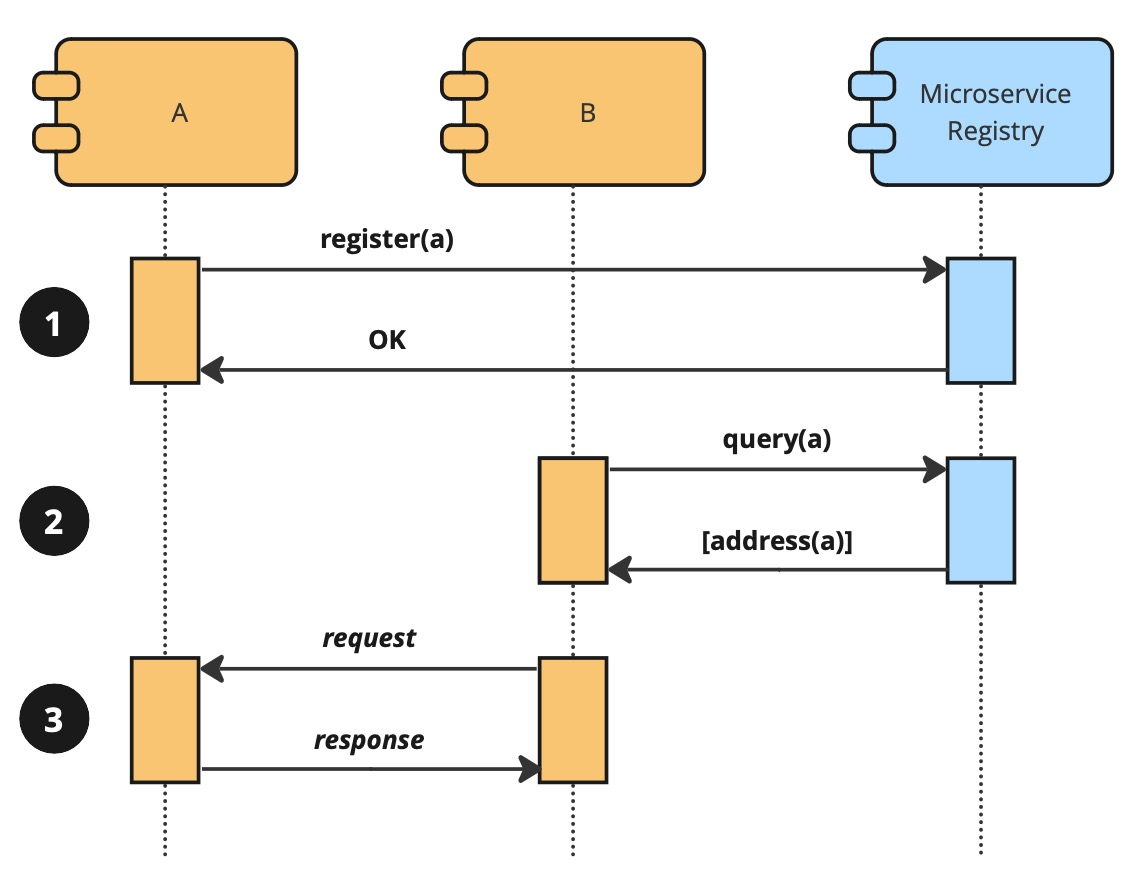 A
B
Microservice
Registry
register(a)
1
OK
query(a)
2
[address(a)]
request
3
response